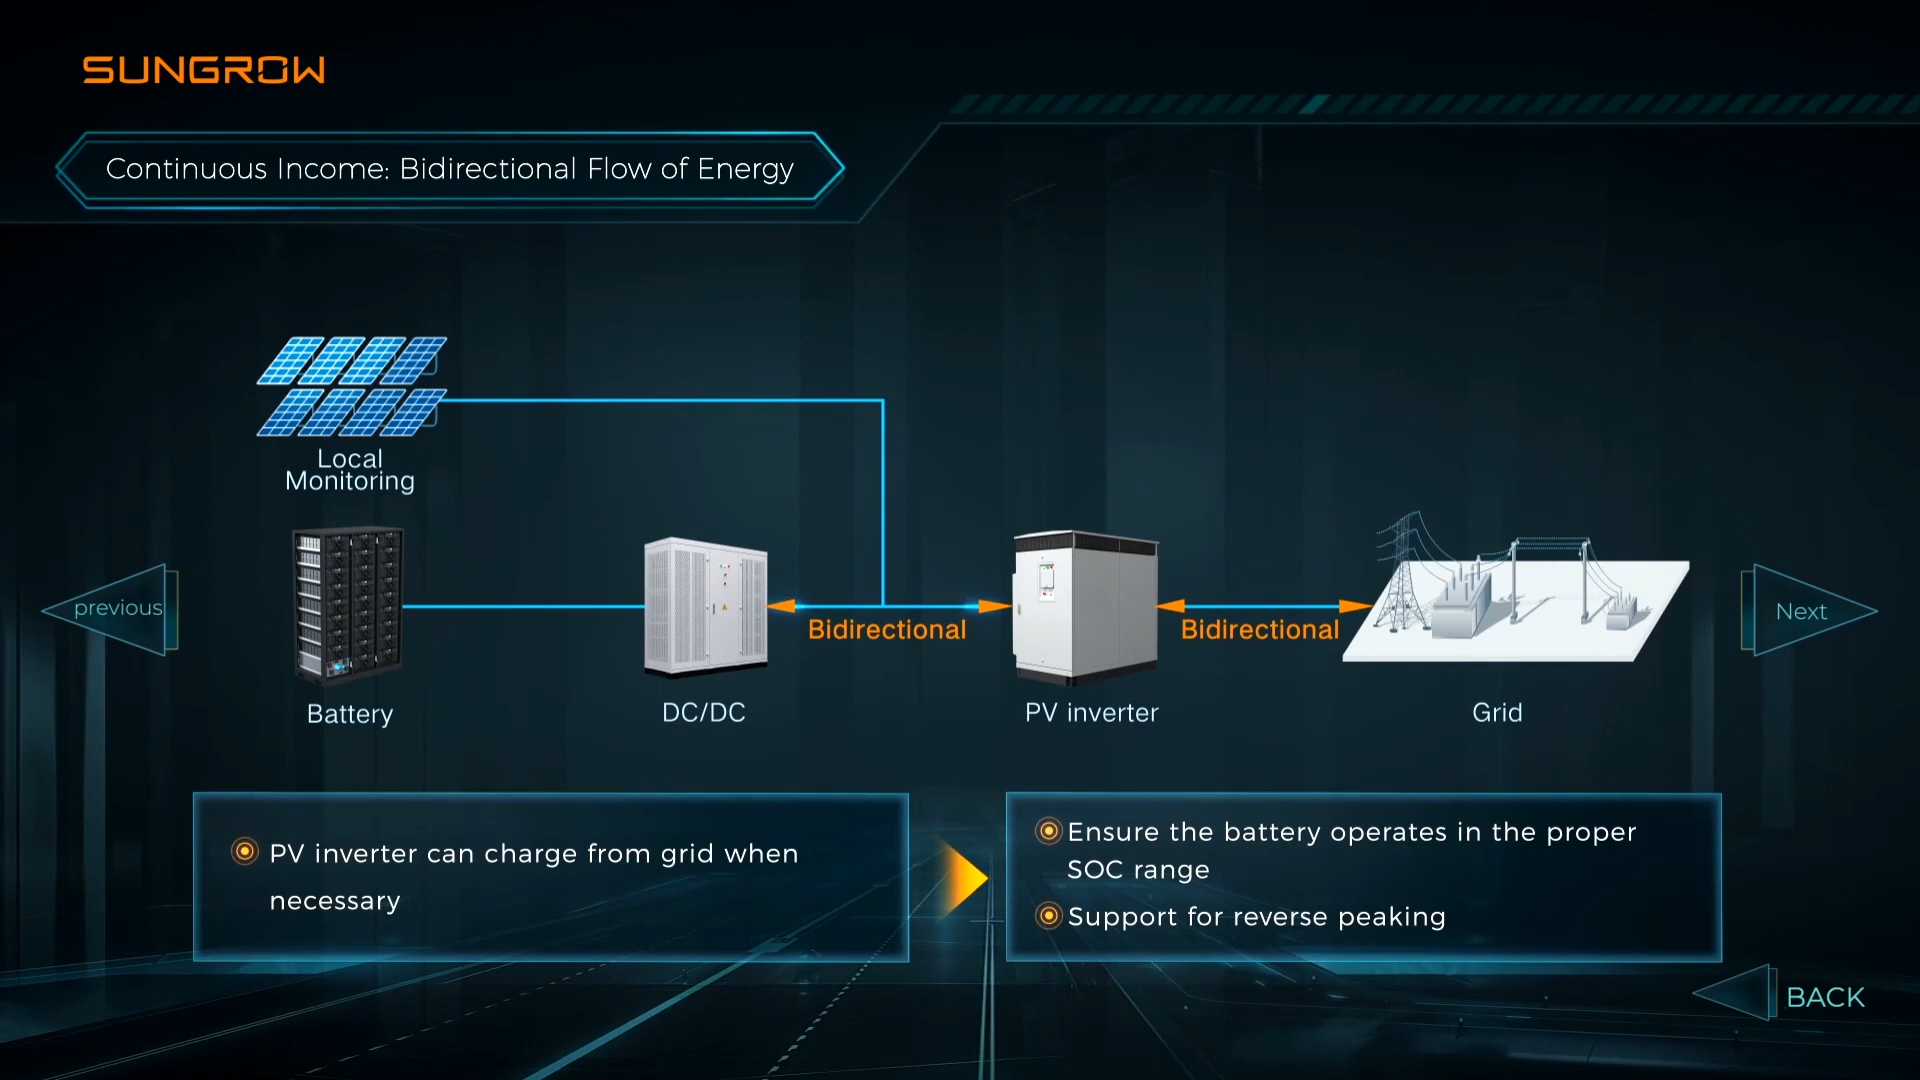 SUNGROW
Continuous Income: Bidirectional Flow of Energy
Local
Monitoring
previous
Bidirectional
Bidirectional
Next
Battery
DC/DC
PV inverter
Grid
PV inverter can charge from grid when
necessary
Ensure the battery operates in the proper
SOC range
Support for reverse peaking
BACK